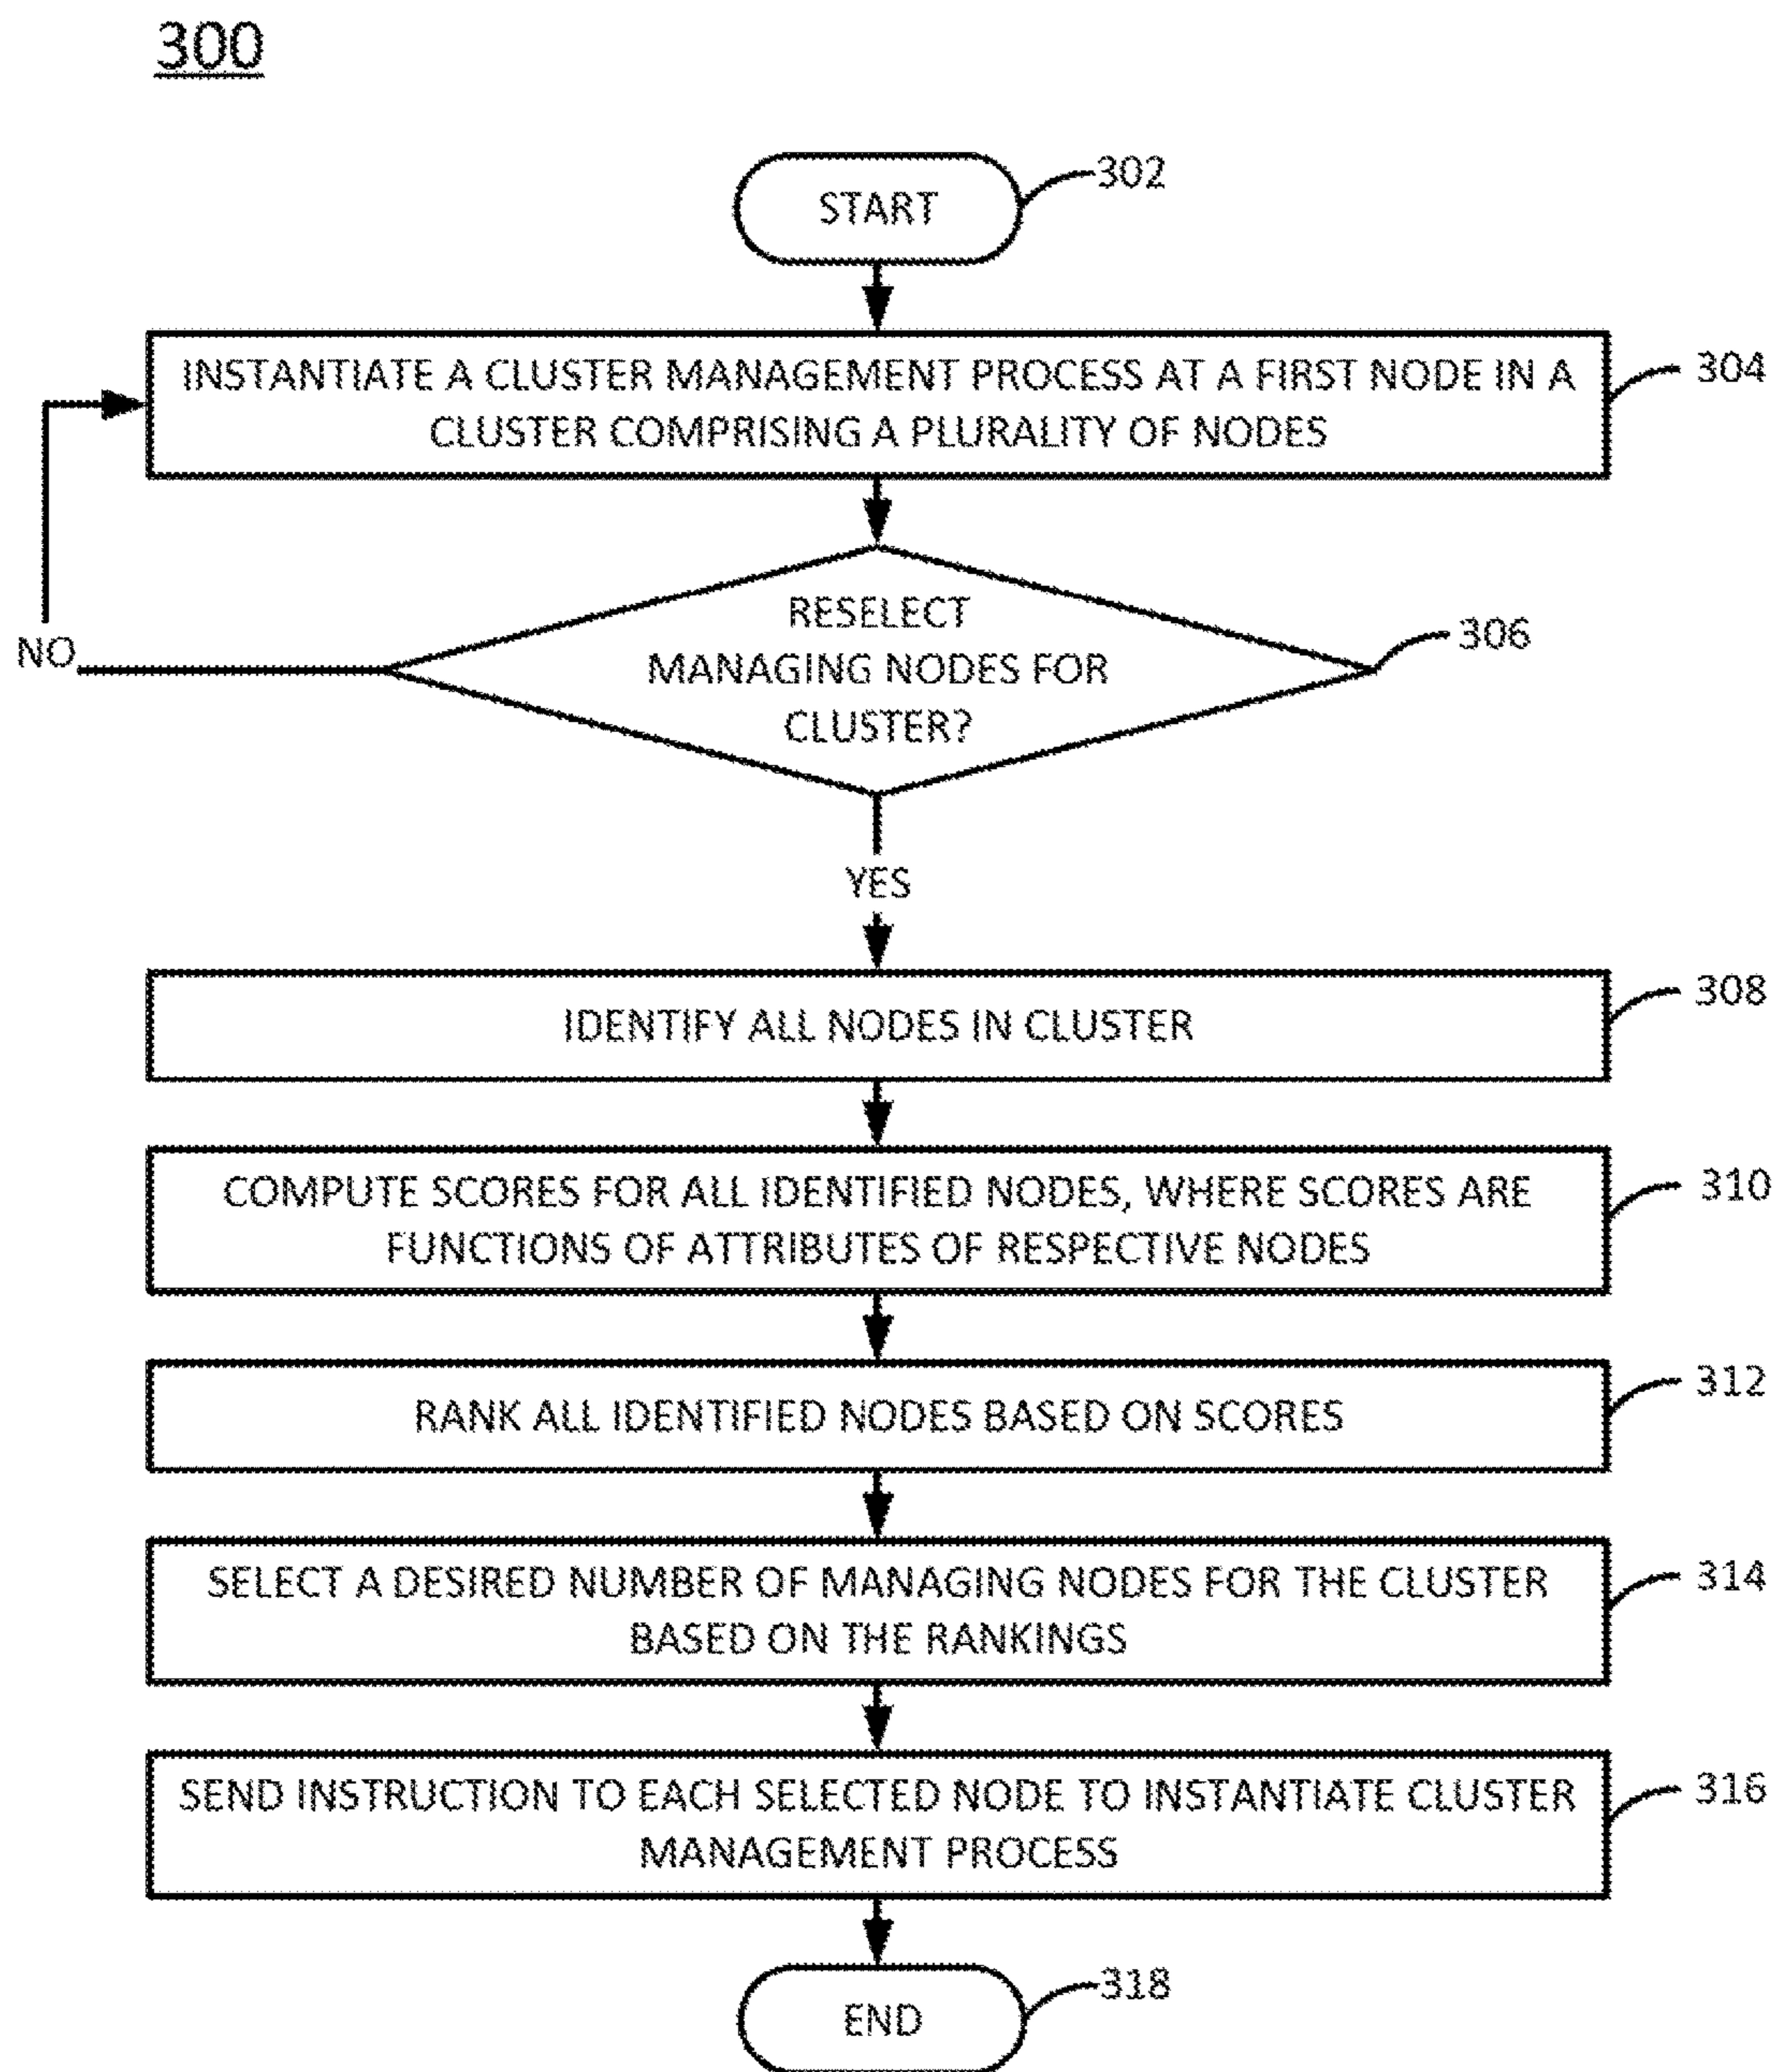 300
START
302
INSTANTIATE A CLUSTER MANAGEMENT PROCESS AT A FIRST NODE IN A
CLUSTER COMPRISING A PLURALITY OF NODES
304
RESELECT
MANAGING NODES FOR
CLUSTER?
306
NO
YES
IDENTIFY ALL NODES IN CLUSTER
308
COMPUTE SCORES FOR ALL IDENTIFIED NODES, WHERE SCORES ARE
FUNCTIONS OF ATTRIBUTES OF RESPECTIVE NODES
310
RANK ALL IDENTIFIED NODES BASED ON SCORES
312
SELECT A DESIRED NUMBER OF MANAGING NODES FOR THE CLUSTER
BASED ON THE RANKINGS
314
SEND INSTRUCTION TO EACH SELECTED NODE TO INSTANTIATE CLUSTER
MANAGEMENT PROCESS
316
END
318